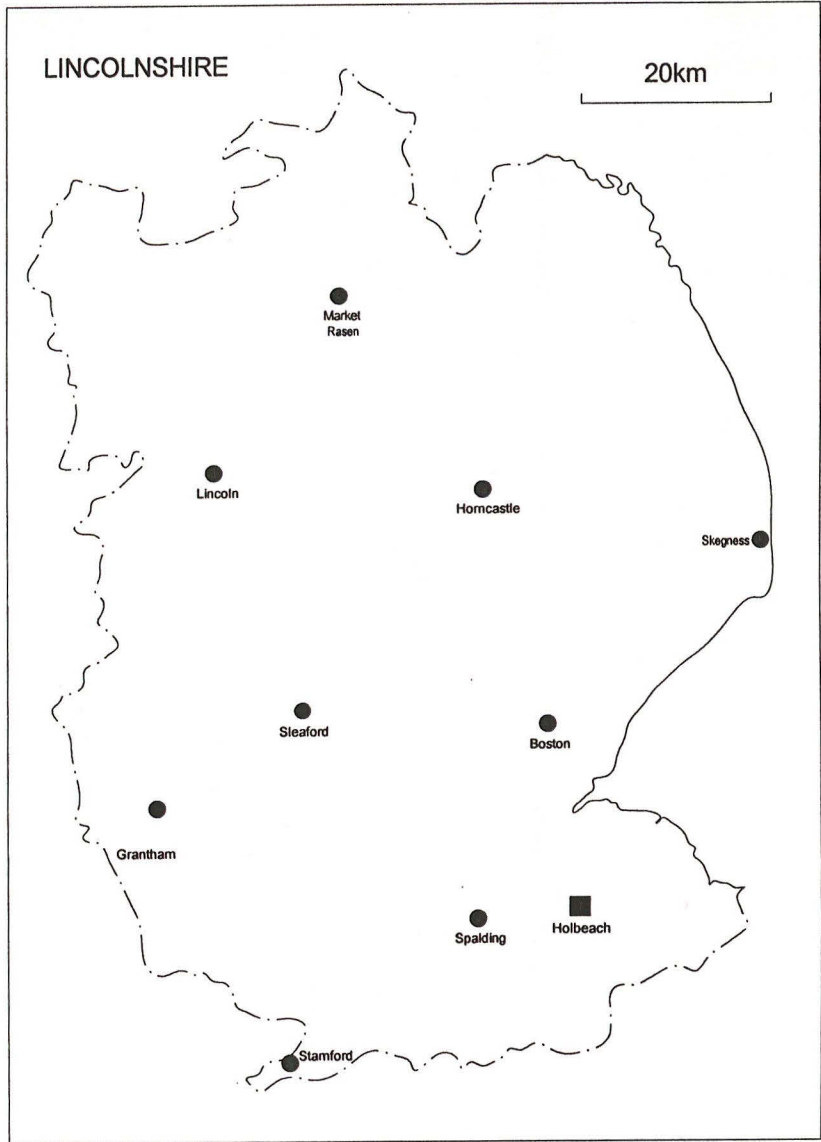 LINCOLNSHIRE
20km
Market
Rasen
Lincoln
Horncastle
Skegness
Sleaford
Boston
Grantham
Spalding
Holbeach
Stamford